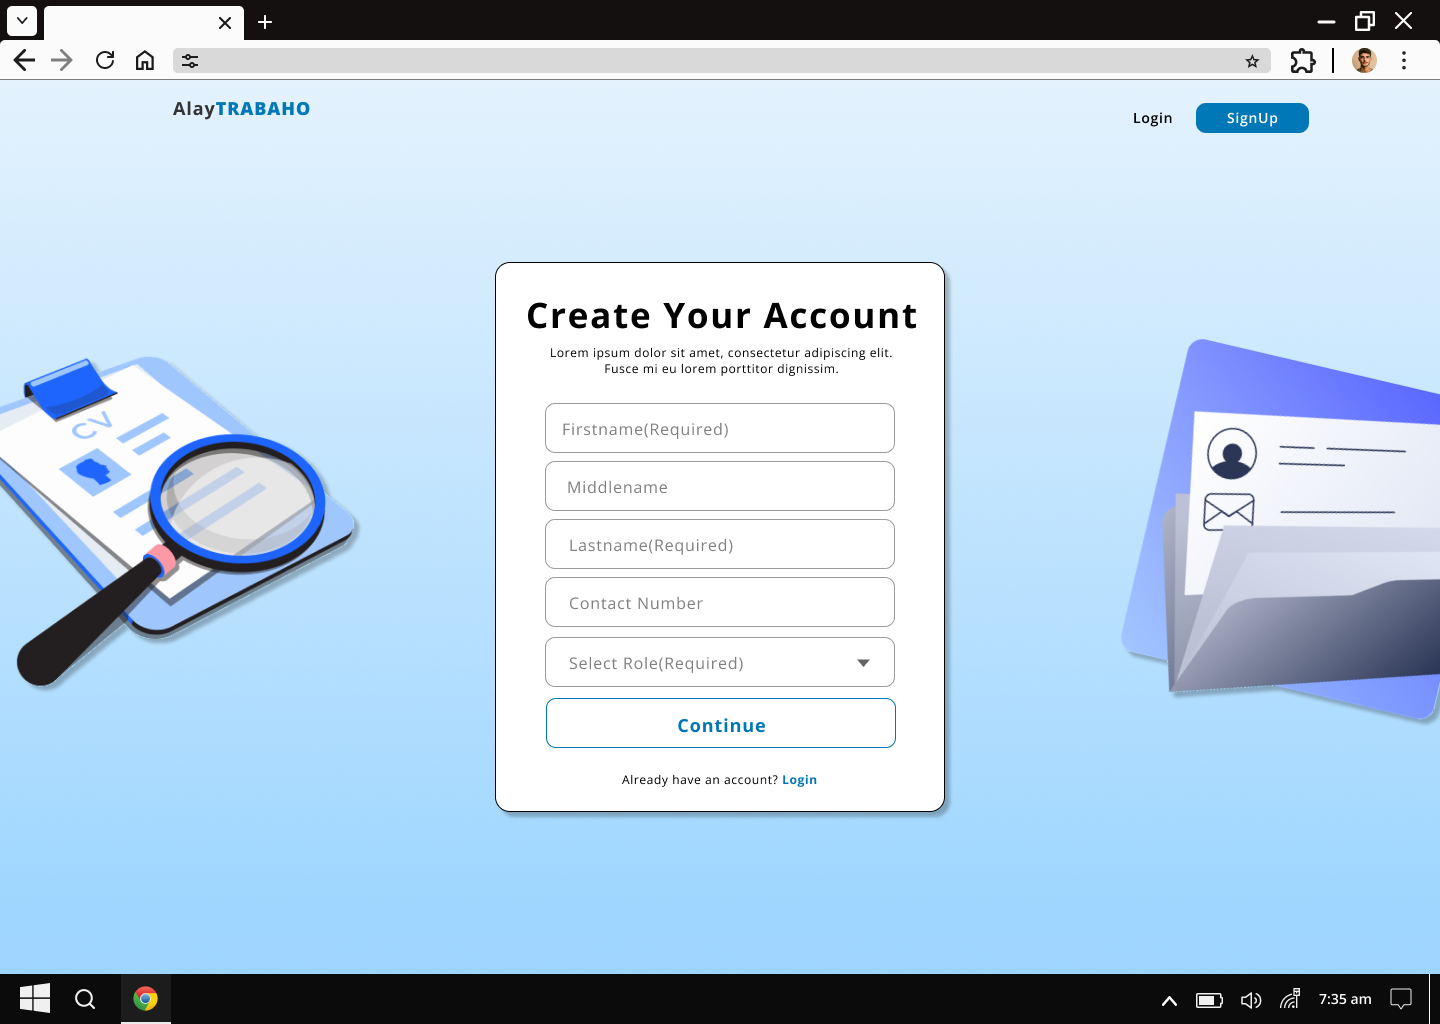 AlayTRABAHO
Login
SignUp
Create Your Account
Lorem ipsum dolor sit amet, consectetur adipiscing elit.
Fusce mi eu lorem porttitor dignissim.
CV
Firstname(Required)
Middlename
Lastname(Required)
Contact Number
Select Role(Required)
Continue
Already have an account? Login
7:35 am